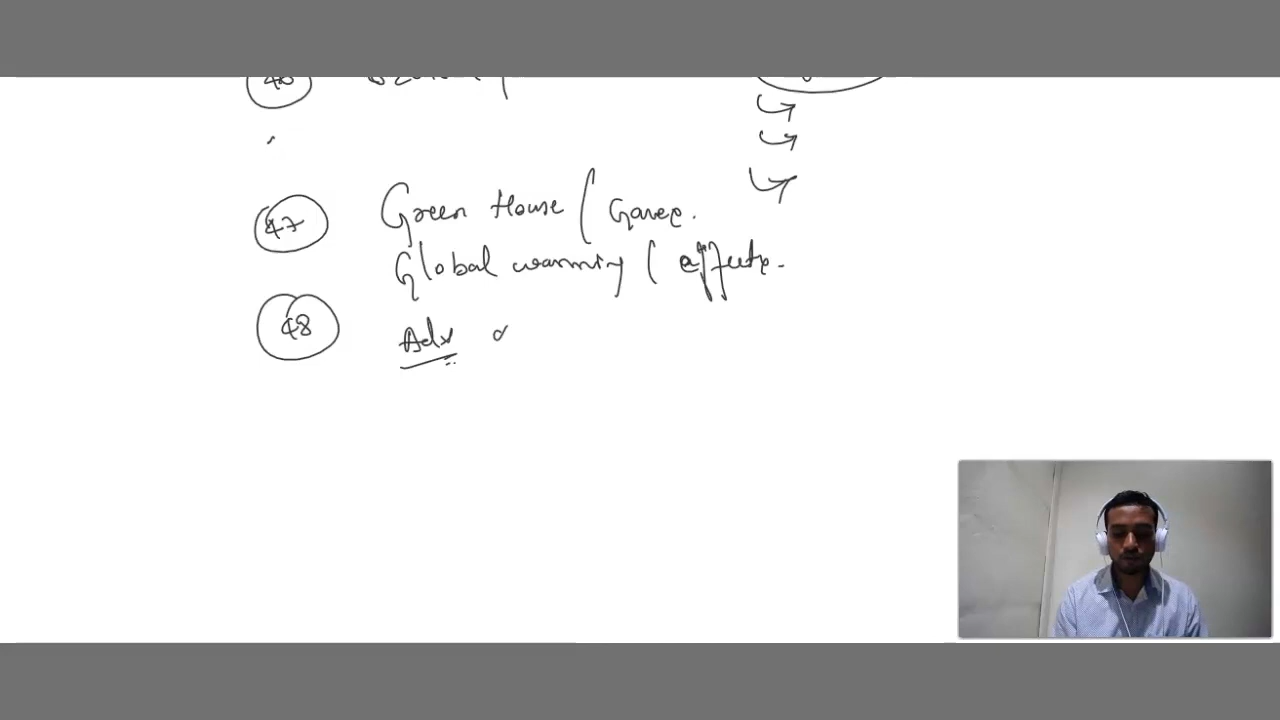 47 Green House / Gases.
Global warming / effects.
48 Adv